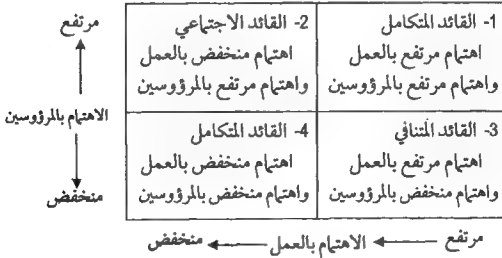 1- القائد المتكامل
اهتمام مرتفع بالعمل
واهتمام مرتفع بالمرؤوسين
2- القائد الاجتماعي
اهتمام منخفض بالعمل
واهتمام مرتفع بالمرؤوسين
3- القائد المتنافي
اهتمام مرتفع بالعمل
واهتمام منخفض بالمرؤوسين
4- القائد المتكامل
اهتمام منخفض بالعمل
واهتمام منخفض بالمرؤوسين
مرتفع
الاهتمام بالمرؤوسين
منخفض
مرتفع
الاهتمام بالعمل
منخفض